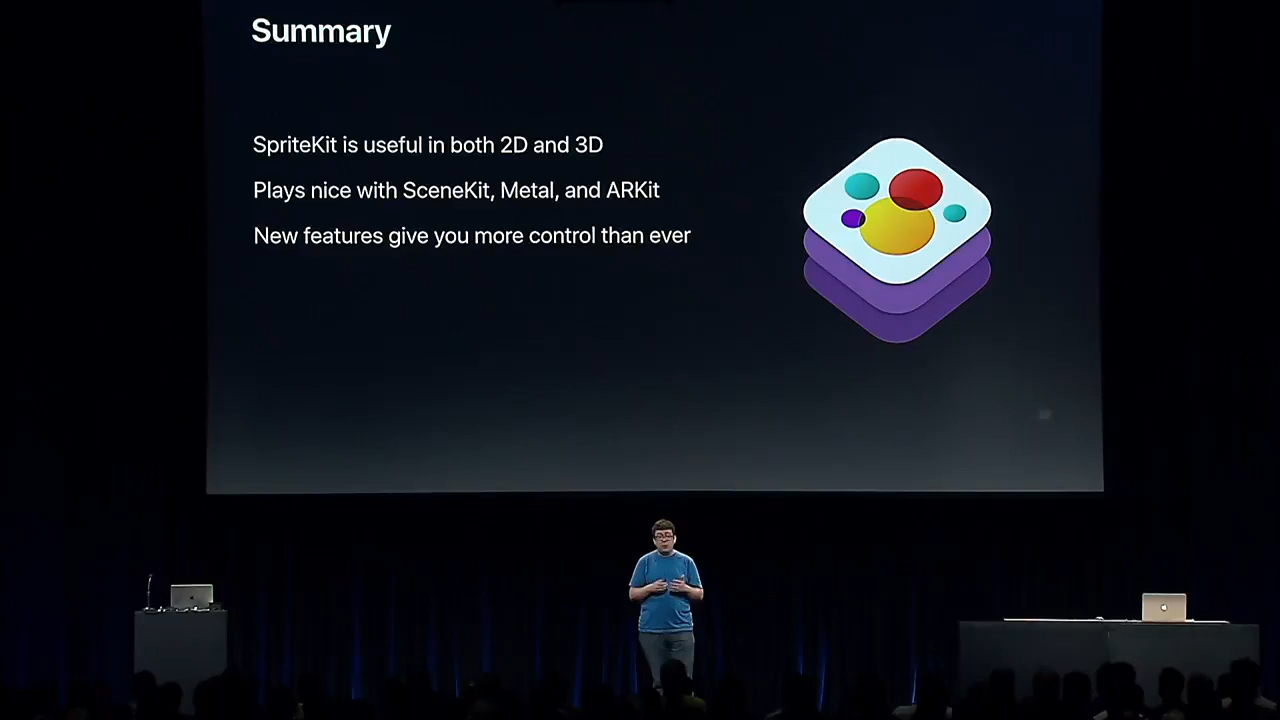 Summary
SpriteKit is useful in both 2D and 3D
Plays nice with SceneKit, Metal, and ARKit
New features give you more control than ever